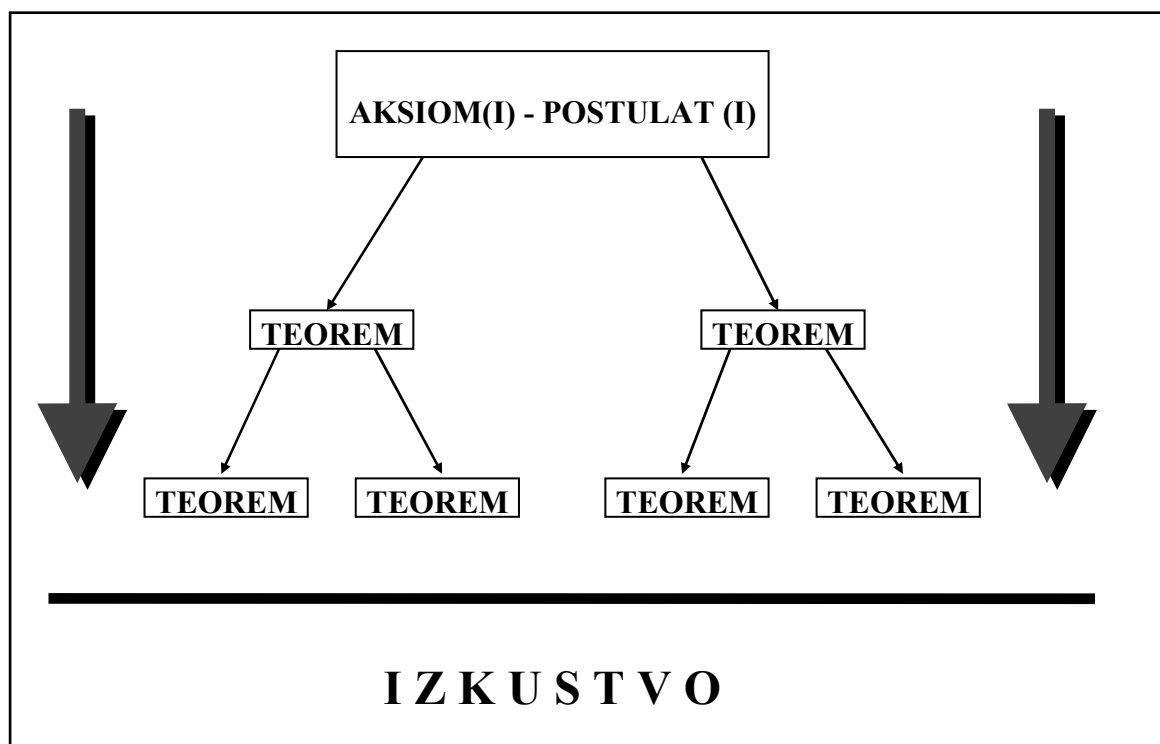 AKSIOM(I) - POSTULAT (I)
TEOREM TEOREM
TEOREM TEOREM TEOREM TEOREM
I Z K U S T V O